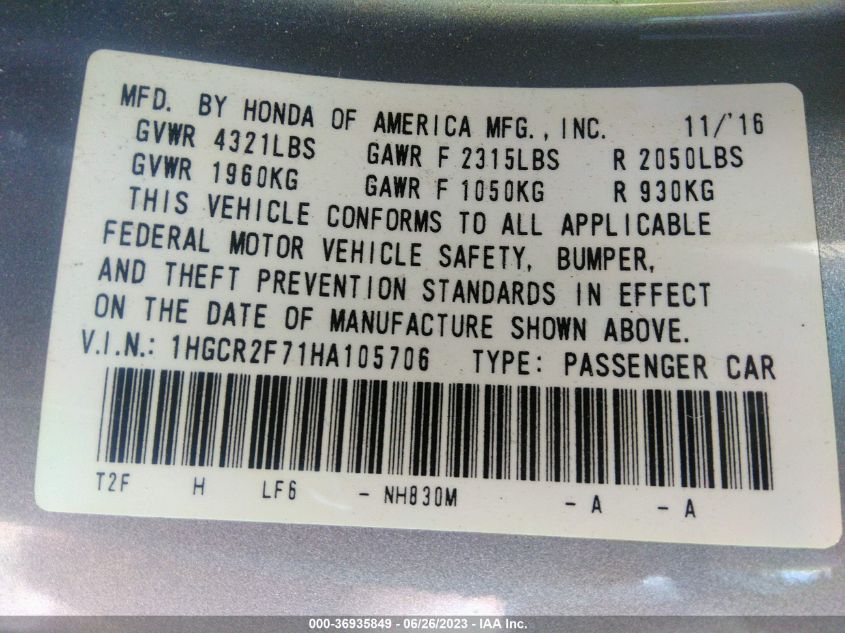 MFD. BY HONDA OF AMERICA MFG., INC. 11/'16
GVWR 4321LBS GAWR F 2315LBS R 2050LBS
GVWR 1960KG GAWR F 1050KG R 930KG
THIS VEHICLE CONFORMS TO ALL APPLICABLE
FEDERAL MOTOR VEHICLE SAFETY, BUMPER,
AND THEFT PREVENTION STANDARDS IN EFFECT
ON THE DATE OF MANUFACTURE SHOWN ABOVE.
V.I.N.: 1HGCR2F71HA105706 TYPE: PASSENGER CAR
T2F H LF6 - NH830M - A - A
000-36935849 - 06/26/2023 - IAA Inc.